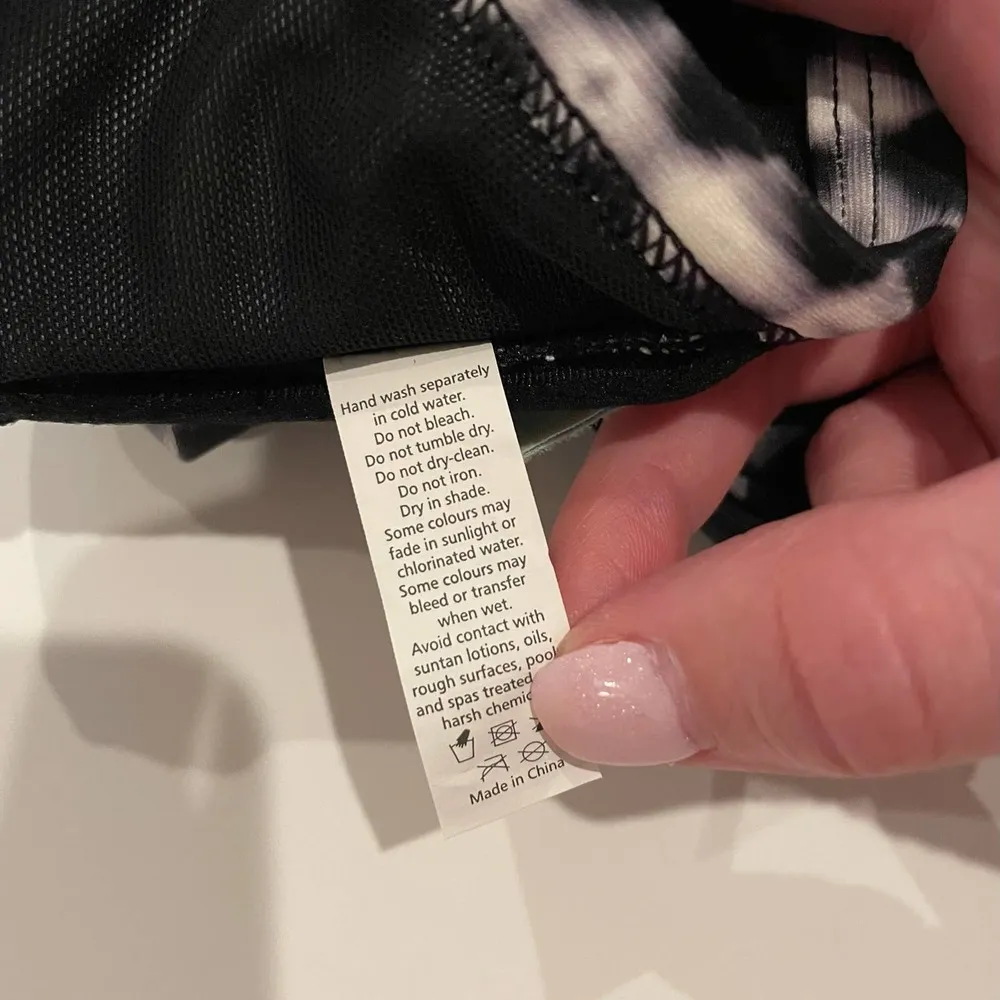 Hand wash separately
in cold water.
Do not bleach.
Do not tumble dry.
Do not dry-clean.
Do not iron.
Dry in shade.
Some colours may
fade in sunlight or
chlorinated water.
Some colours may
bleed or transfer
when wet.
Avoid contact with
suntan lotions, oils,
rough surfaces, pool
and spas treated
harsh
Made in China